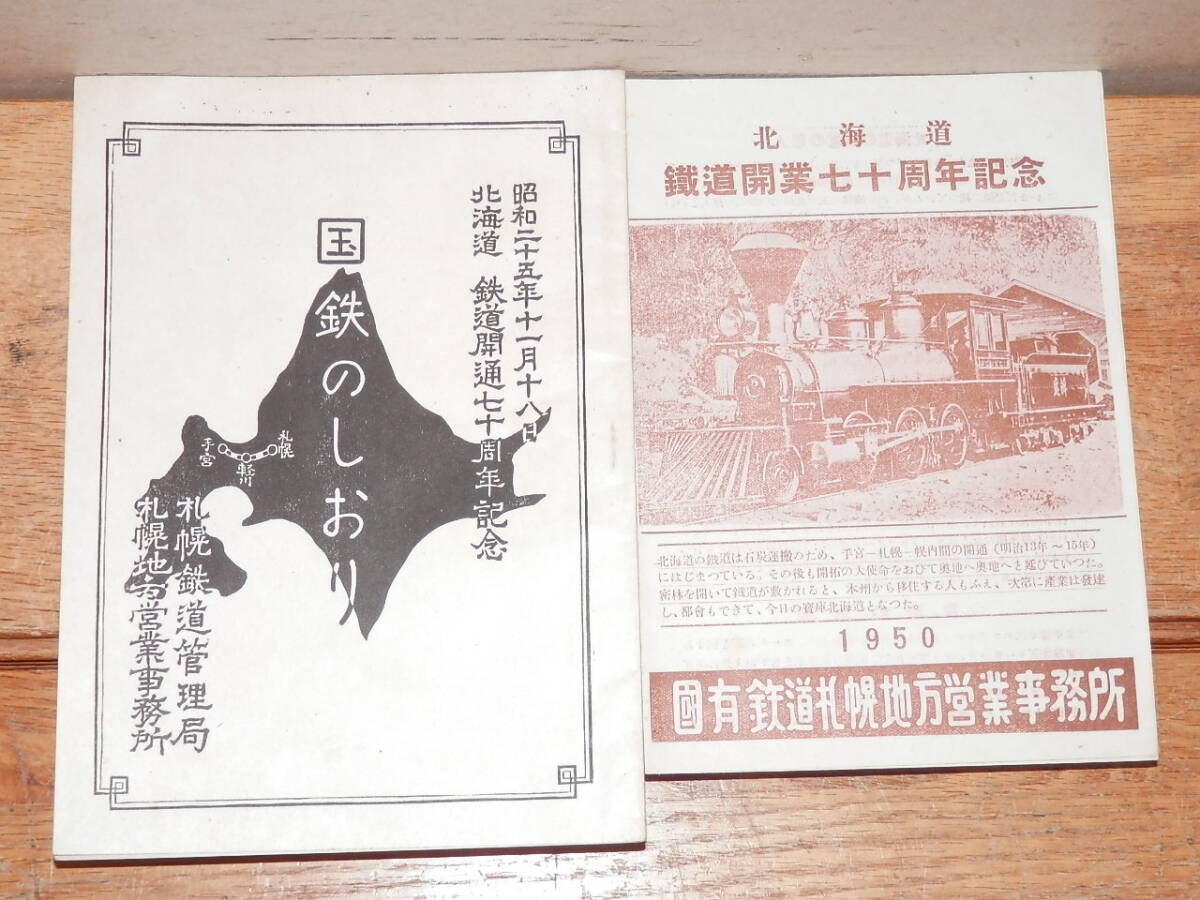 昭和二十五年十一月十八日
北海道 鉄道開通七十周年記念
国鉄のしおり
札幌
軽川
手宮
札幌鉄道管理局
札幌地方営業事務所
北海道
鐵道開業七十周年記念
北海道の鐵道は石炭運搬のため、手宮－札幌－幌内間の開通（明治13年～15年）
にはじまつている。その後も開拓の大使命をおびて奥地へ奥地へと延びていつた。
密林を開いて鐵道が敷かれると、本州から移住する人もふえ、次第に産業は發達
し、都會もできて、今日の寶庫北海道となつた。
1950
國有鉄道札幌地方営業事務所